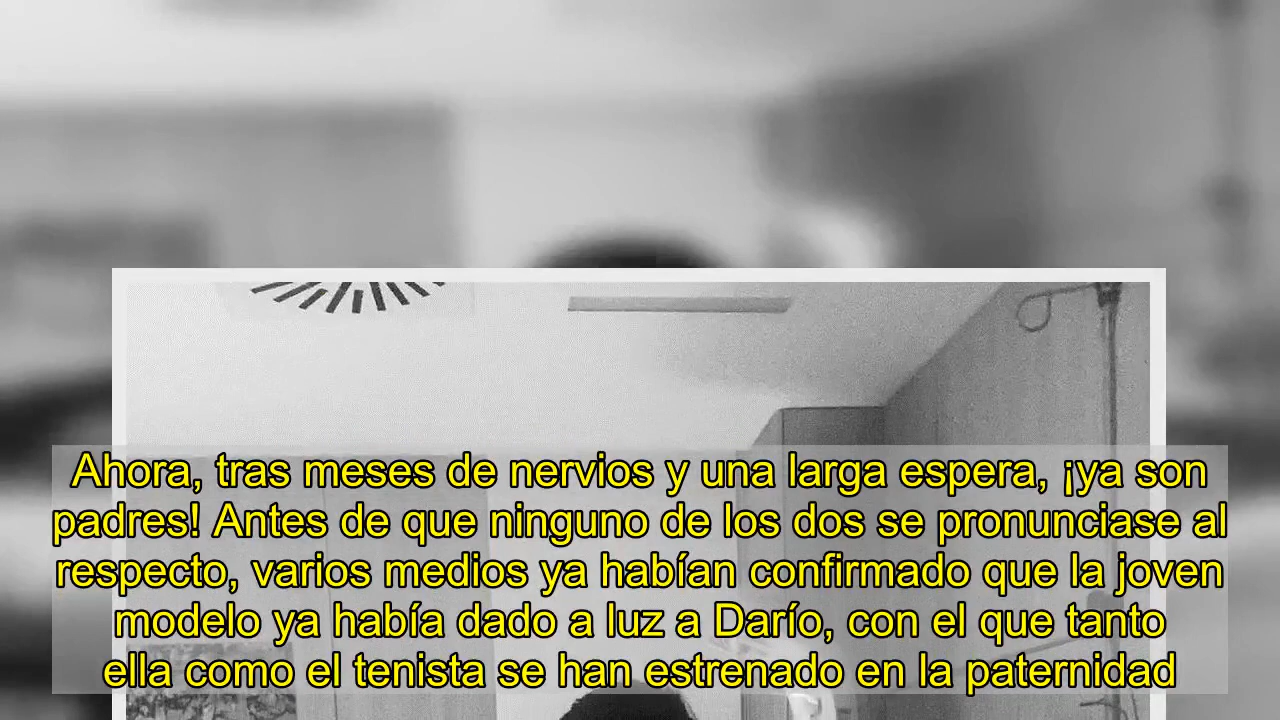 Ahora, tras meses de nervios y una larga espera, ¡ya son
padres! Antes de que ninguno de los dos se pronunciase al
respecto, varios medios ya habían confirmado que la joven
modelo ya había dado a luz a Darío, con el que tanto
ella como el tenista se han estrenado en la paternidad